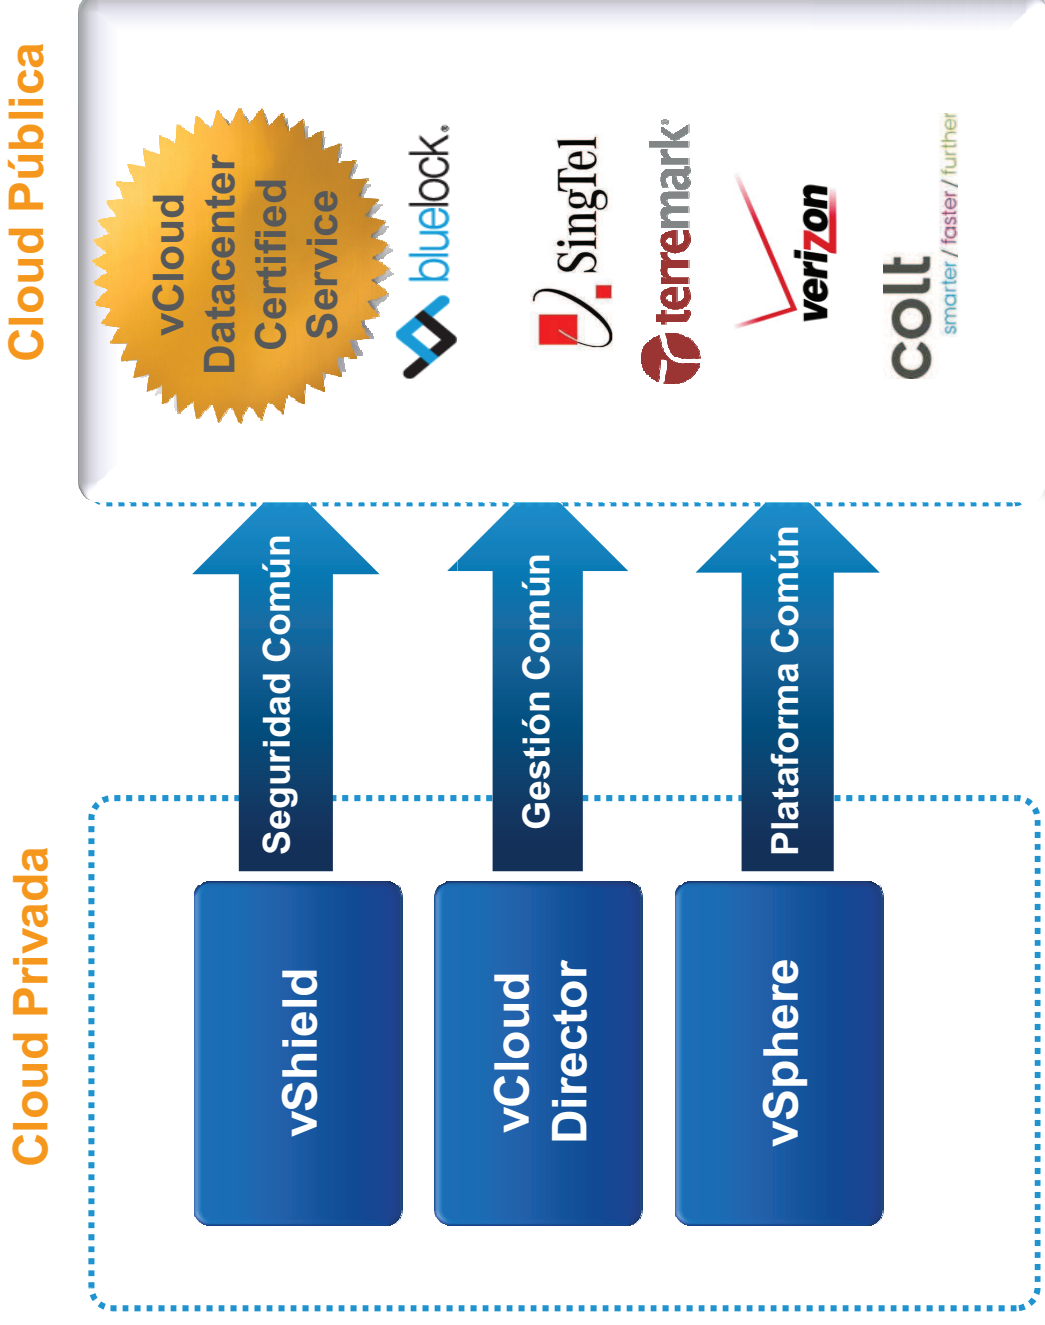 Cloud Privada
Cloud Pública
vShield
Seguridad Común
vCloud
Director
Gestión Común
vSphere
Plataforma Común
vCloud
Datacenter
Certified
Service
bluelock®
SingTel
terremark®
verizon
colt
smarter / faster / further